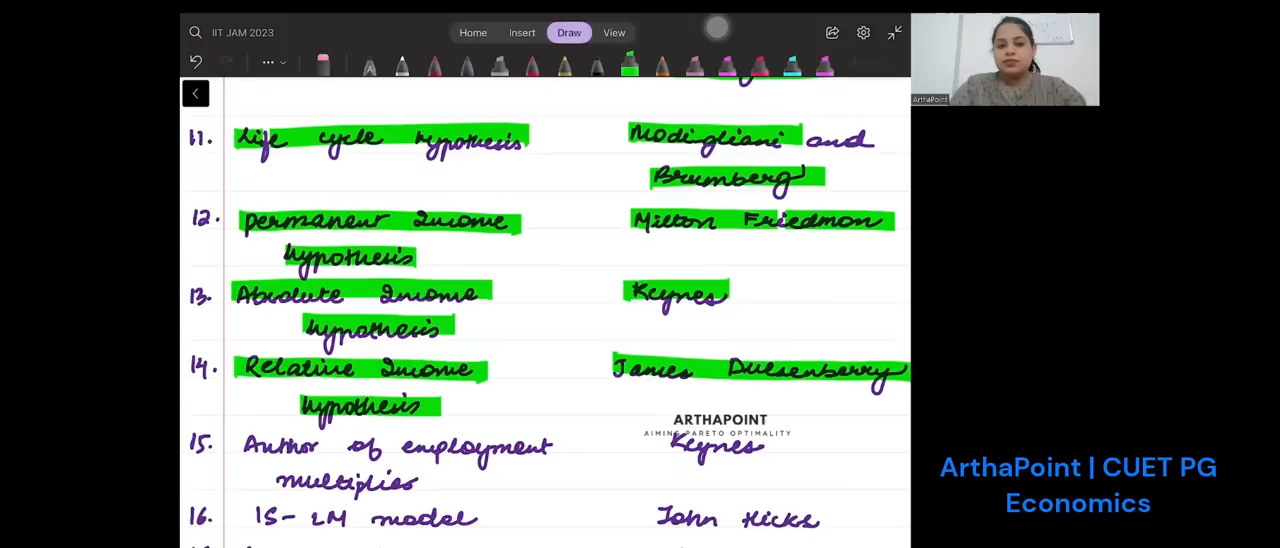 IIT JAM 2023
Home Insert Draw View
ArthaPoint
11. Life cycle hypothesis Modigliani and
Brumberg
12. Permanent Income Milton Friedmon
hypothesis
13. Absolute Income Keynes
hypothesis
14. Relative Income James Duesenberry
hypothesis
ARTHAPOINT
AIMING PARETO OPTIMALITY
15. Author of employment Keynes
multiplier
16. IS-LM model John Hicks
ArthaPoint | CUET PG
Economics